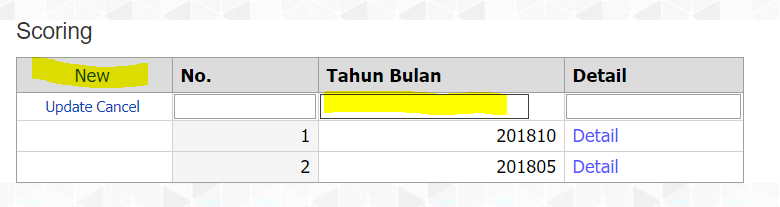 Scoring
New No. Tahun Bulan Detail
Update Cancel
1 201810 Detail
2 201805 Detail